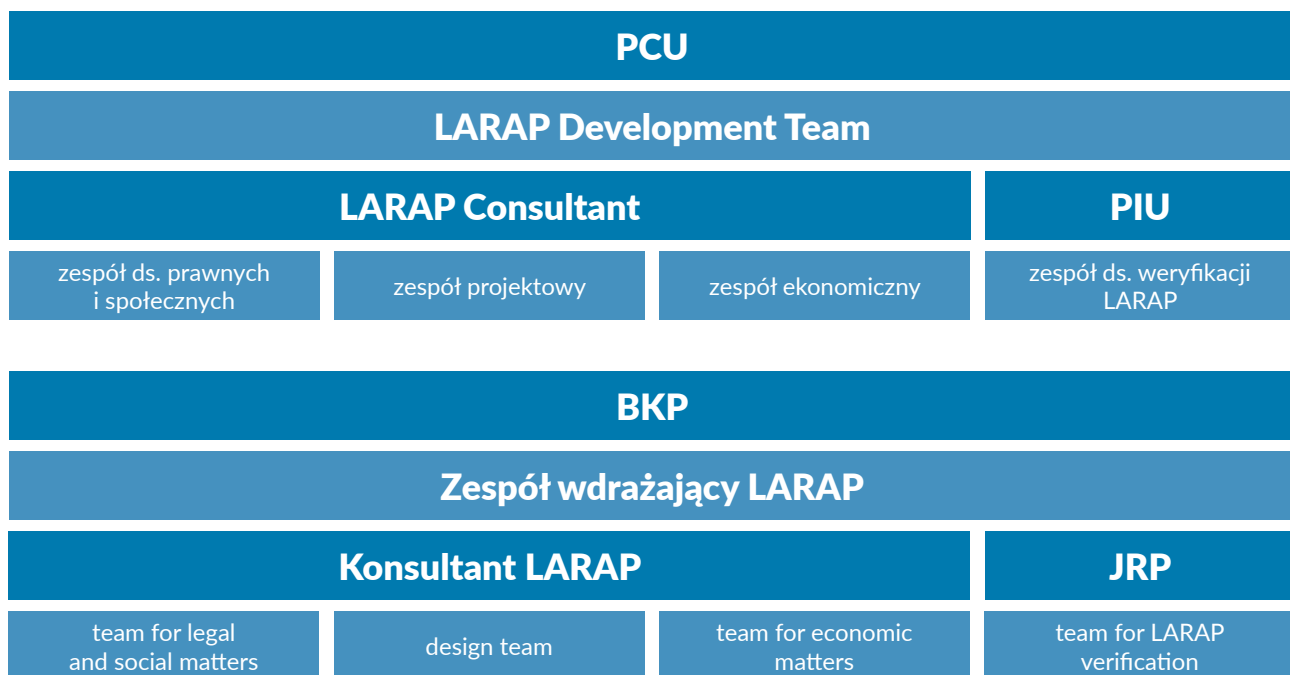 PCU
LARAP Development Team
LARAP Consultant
PIU
zespół ds. prawnych
i społecznych
zespół projektowy
zespół ekonomiczny
zespół ds. weryfikacji
LARAP
BKP
Zespół wdrażający LARAP
Konsultant LARAP
JRP
team for legal
and social matters
design team
team for economic
matters
team for LARAP
verification